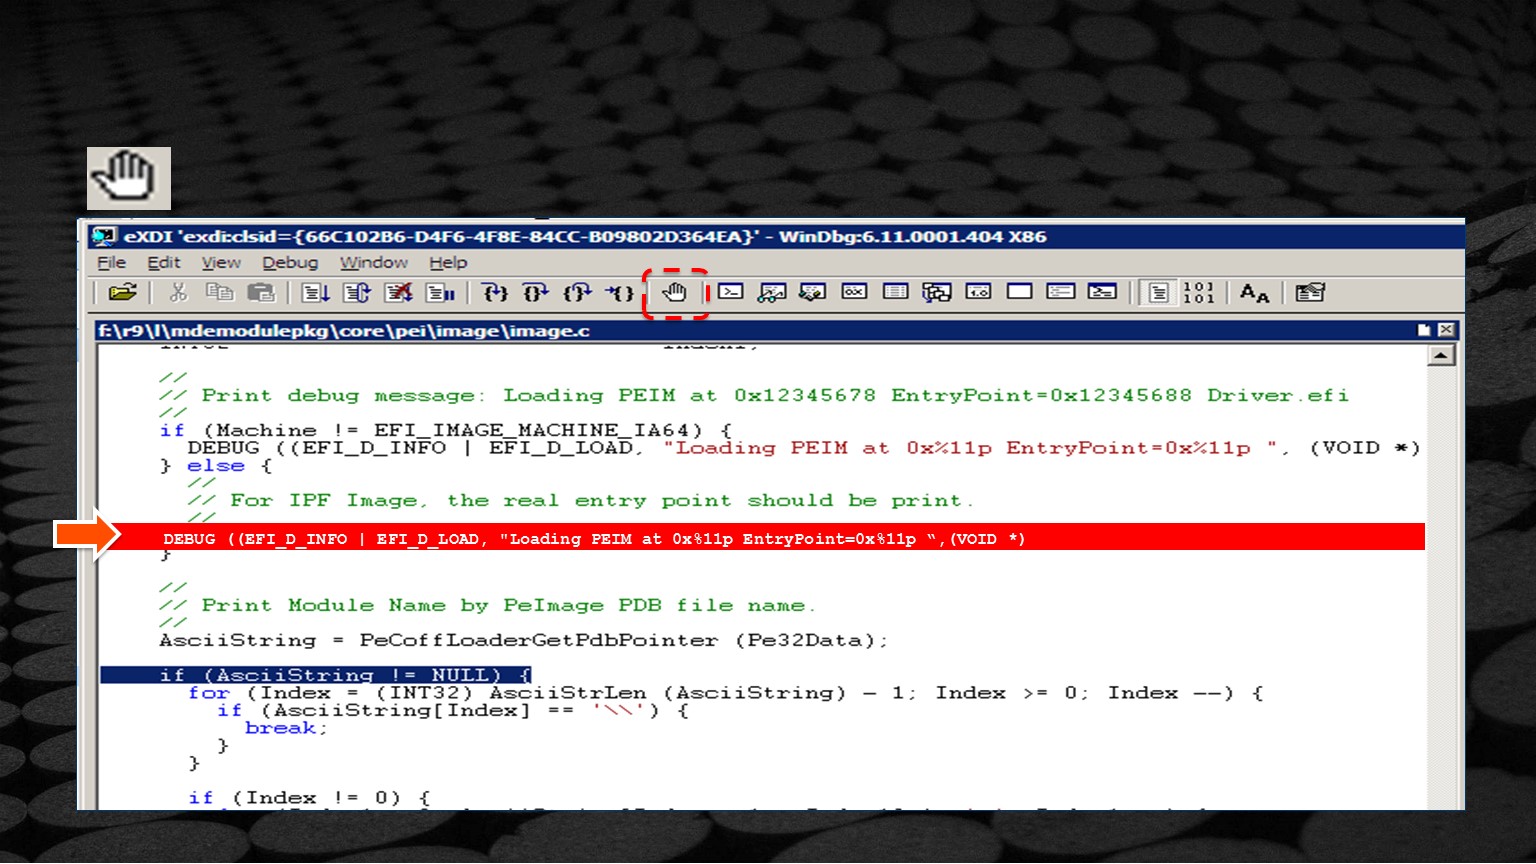 eXDI 'exdi:clsid={66C102B6-D4F6-4F8E-84CC-B09802D364EA}' - WinDbg:6.11.0001.404 X86
File Edit View Debug Window Help
f:\r9\l\mdemodulepkg\core\pei\image\image.c
//
// Print debug message: Loading PEIM at 0x12345678 EntryPoint=0x12345688 Driver.efi
//
if (Machine != EFI_IMAGE_MACHINE_IA64) {
DEBUG ((EFI_D_INFO | EFI_D_LOAD, "Loading PEIM at 0x%11p EntryPoint=0x%11p ", (VOID *)
} else {
//
// For IPF Image, the real entry point should be print.
//
DEBUG ((EFI_D_INFO | EFI_D_LOAD, "Loading PEIM at 0x%11p EntryPoint=0x%11p “,(VOID *)
}
//
// Print Module Name by PeImage PDB file name.
//
AsciiString = PeCoffLoaderGetPdbPointer (Pe32Data);
if (AsciiString != NULL) {
for (Index = (INT32) AsciiStrLen (AsciiString) - 1; Index >= 0; Index --) {
if (AsciiString[Index] == '\\') {
break;
}
}
if (Index != 0) {